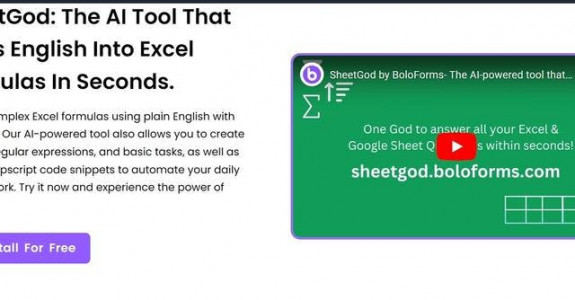 etGod: The AI Tool That
s English Into Excel
ulas In Seconds.
mplex Excel formulas using plain English with
Our AI-powered tool also allows you to create
egular expressions, and basic tasks, as well as
ppscript code snippets to automate your daily
ork. Try it now and experience the power of
tall For Free
SheetGod by BoloForms- The AI-powered tool that...
One God to answer all your Excel &
Google Sheet Q s within seconds!
sheetgod.boloforms.com